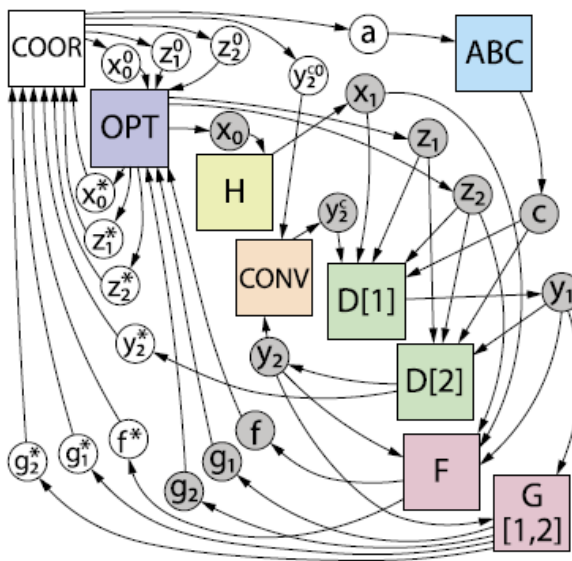 COOR
x₀⁰
z₁⁰
z₂⁰
a
ABC
y₂ᶜ⁰
OPT
x₀
x₁
z₁
H
z₂
x₀*
y₂ᶜ
c
z₁*
CONV
D[1]
y₁
z₂*
y₂*
y₂
D[2]
f
f*
g₁*
g₂*
g₁
g₂
F
G
[1,2]